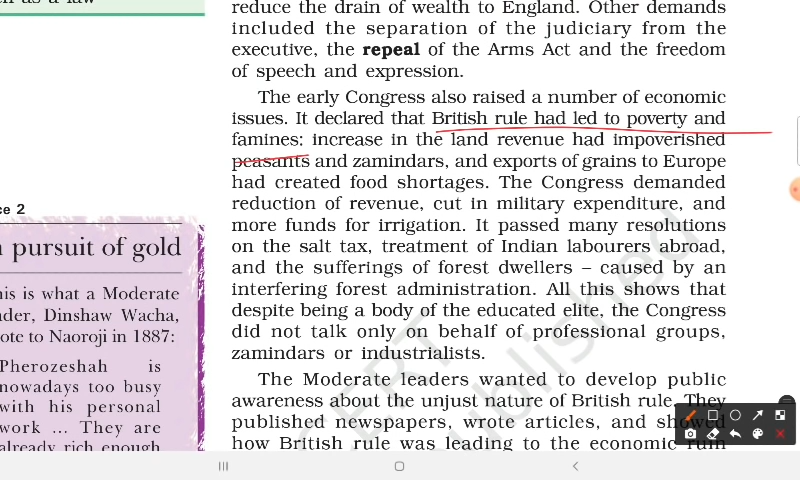 reduce the drain of wealth to England. Other demands
included the separation of the judiciary from the
executive, the repeal of the Arms Act and the freedom
of speech and expression.
The early Congress also raised a number of economic
issues. It declared that British rule had led to poverty and
famines: increase in the land revenue had impoverished
peasants and zamindars, and exports of grains to Europe
had created food shortages. The Congress demanded
reduction of revenue, cut in military expenditure, and
more funds for irrigation. It passed many resolutions
on the salt tax, treatment of Indian labourers abroad,
and the sufferings of forest dwellers – caused by an
interfering forest administration. All this shows that
despite being a body of the educated elite, the Congress
did not talk only on behalf of professional groups,
zamindars or industrialists.
The Moderate leaders wanted to develop public
awareness about the unjust nature of British rule. They
published newspapers, wrote articles, and showed
how British rule was leading to the economic ruin
ce 2
pursuit of gold
his is what a Moderate
der, Dinshaw Wacha,
ote to Naoroji in 1887:
Pherozeshah is
nowadays too busy
with his personal
work ... They are
already rich enough